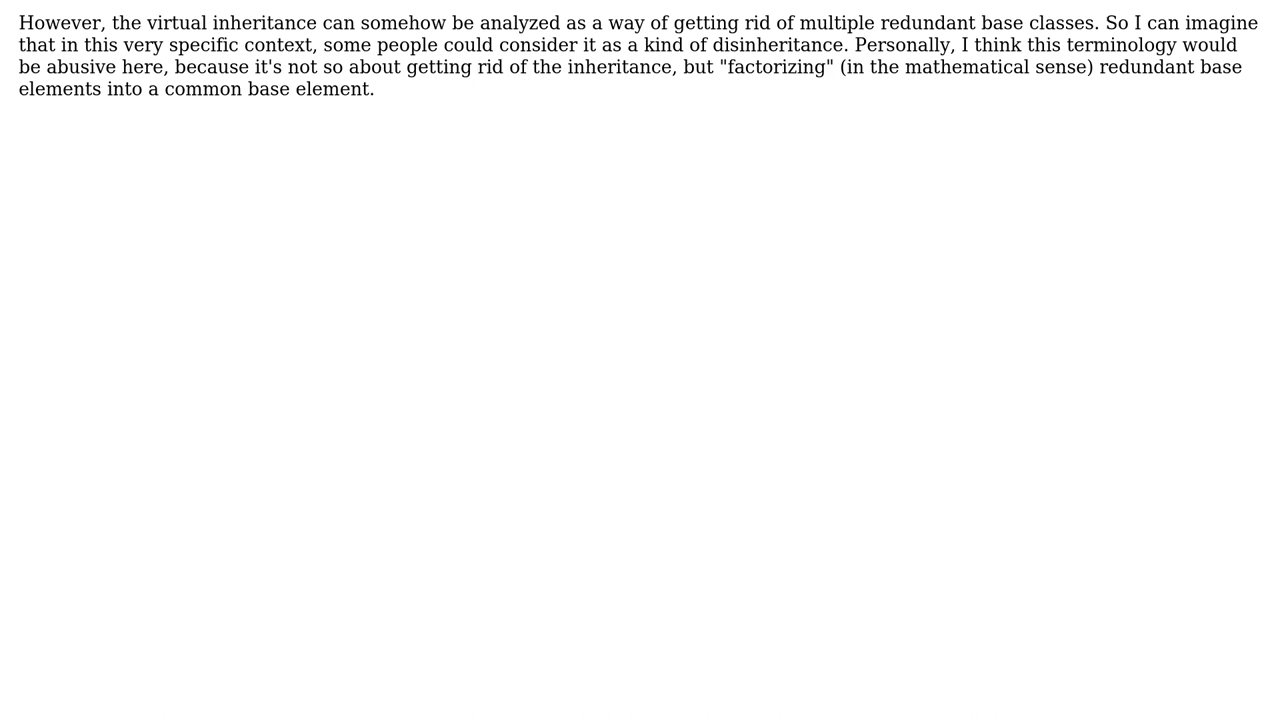 However, the virtual inheritance can somehow be analyzed as a way of getting rid of multiple redundant base classes. So I can imagine
that in this very specific context, some people could consider it as a kind of disinheritance. Personally, I think this terminology would
be abusive here, because it's not so about getting rid of the inheritance, but "factorizing" (in the mathematical sense) redundant base
elements into a common base element.